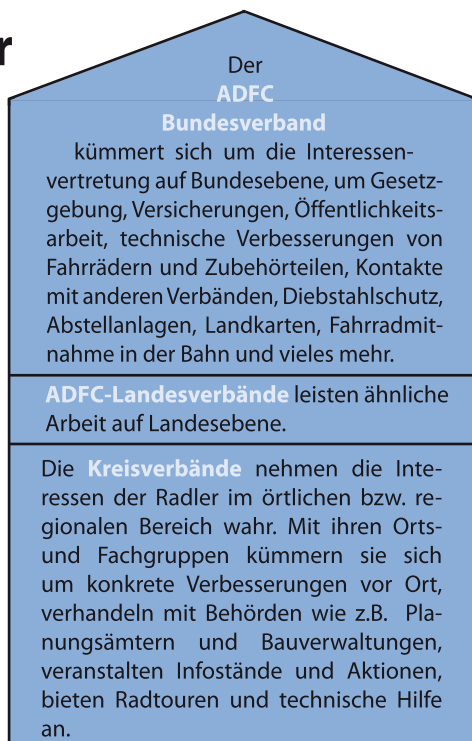 r
Der
ADFC
Bundesverband
kümmert sich um die Interessen-
vertretung auf Bundesebene, um Gesetz-
gebung, Versicherungen, Öffentlichkeits-
arbeit, technische Verbesserungen von
Fahrrädern und Zubehörteilen, Kontakte
mit anderen Verbänden, Diebstahlschutz,
Abstellanlagen, Landkarten, Fahrradmit-
nahme in der Bahn und vieles mehr.
ADFC-Landesverbände leisten ähnliche
Arbeit auf Landesebene.
Die Kreisverbände nehmen die Inte-
ressen der Radler im örtlichen bzw. re-
gionalen Bereich wahr. Mit ihren Orts-
und Fachgruppen kümmern sie sich
um konkrete Verbesserungen vor Ort,
verhandeln mit Behörden wie z.B. Pla-
nungsämtern und Bauverwaltungen,
veranstalten Infostände und Aktionen,
bieten Radtouren und technische Hilfe
an.